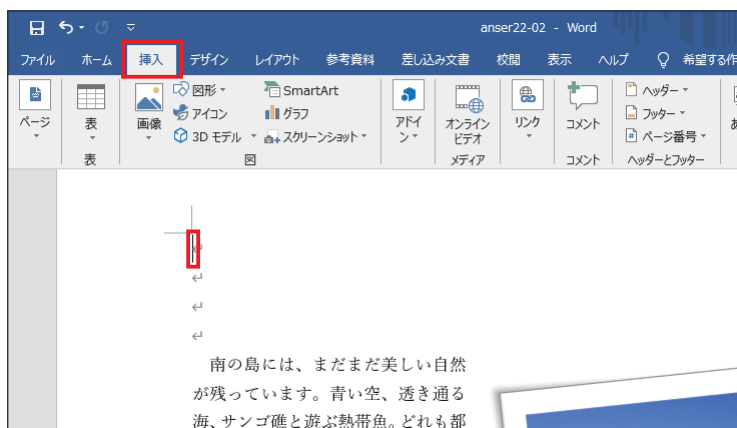 anser22-02 - Word
ファイル ホーム 挿入 デザイン レイアウト 参考資料 差し込み文書 校閲 表示 ヘルプ 希望する作
ページ 表 画像 図形 SmartArt アドイン オンライン ビデオ リンク コメント ヘッダー
アイコン グラフ フッター
3D モデル スクリーンショット ページ番号
表 図 メディア コメント ヘッダーとフッター
南の島には、まだまだ美しい自然
が残っています。青い空、透き通る
海、サンゴ礁と遊ぶ熱帯魚。どれも都